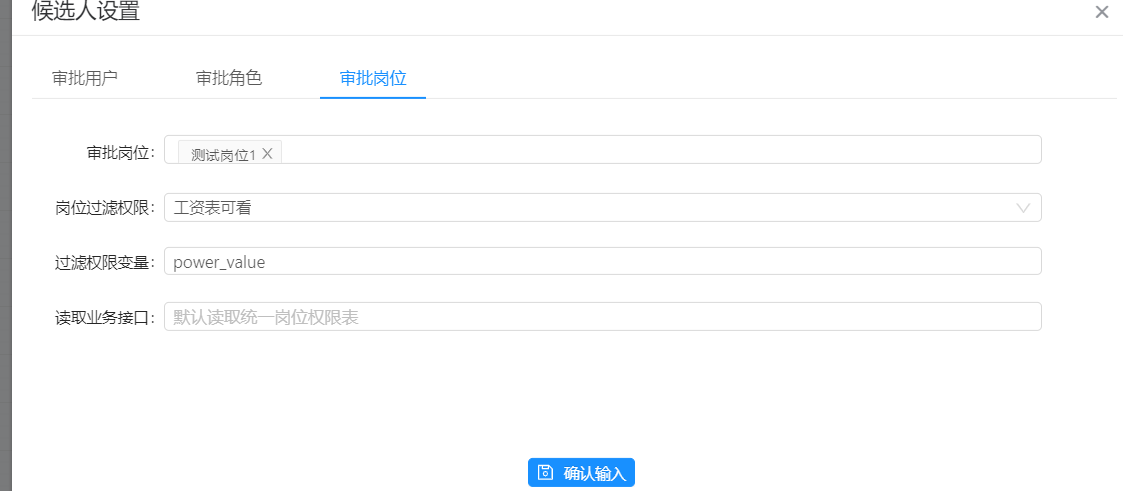 候选人设置
审批用户 审批角色 审批岗位
审批岗位: 测试岗位1
岗位过滤权限: 工资表可看
过滤权限变量: power_value
读取业务接口: 默认读取统一岗位权限表
确认输入